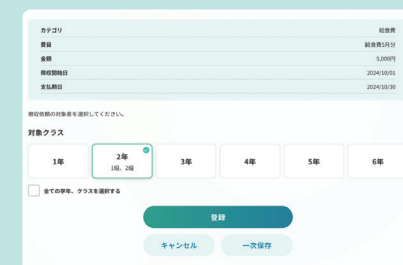 カテゴリ 給食費
費目 給食費5月分
金額 5,000円
徴収開始日 2024/10/01
支払期日 2024/10/30
徴収依頼の対象者を選択してください。
対象クラス
1年 2年 3年 4年 5年 6年
1組、2組
全ての学年、クラスを選択する
登録
キャンセル 一次保存